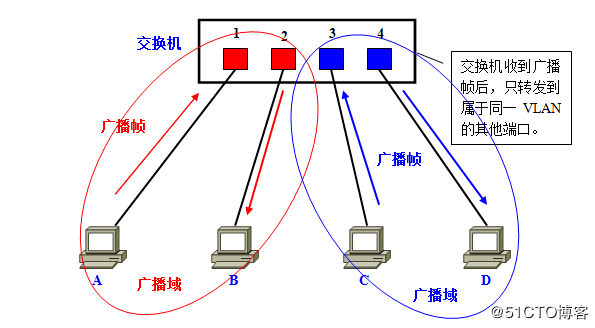 1 2 3 4
交换机
交换机收到广播
帧后，只转发到
属于同一 VLAN
的其他端口。
广播帧
广播帧
A B C D
广播域
广播域
@51CTO博客